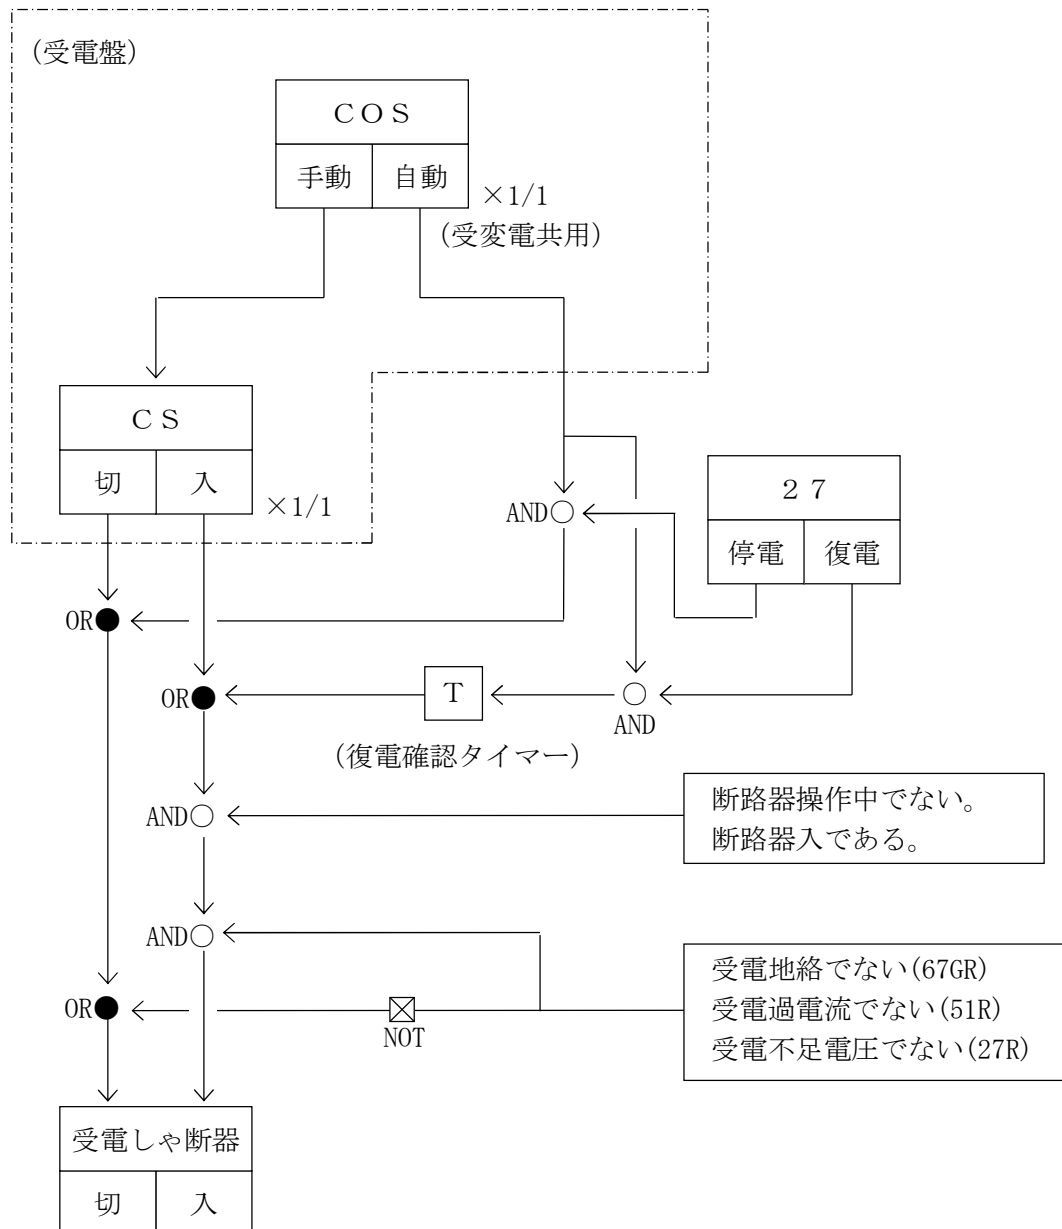 (受電盤)
COS
手動 自動
×1/1
(受変電共用)
CS
切 入
×1/1
27
停電 復電
AND
OR
OR
T
AND
(復電確認タイマー)
断路器操作中でない。
断路器入である。
AND
AND
受電地絡でない(67GR)
受電過電流でない(51R)
受電不足電圧でない(27R)
OR
NOT
受電しゃ断器
切 入